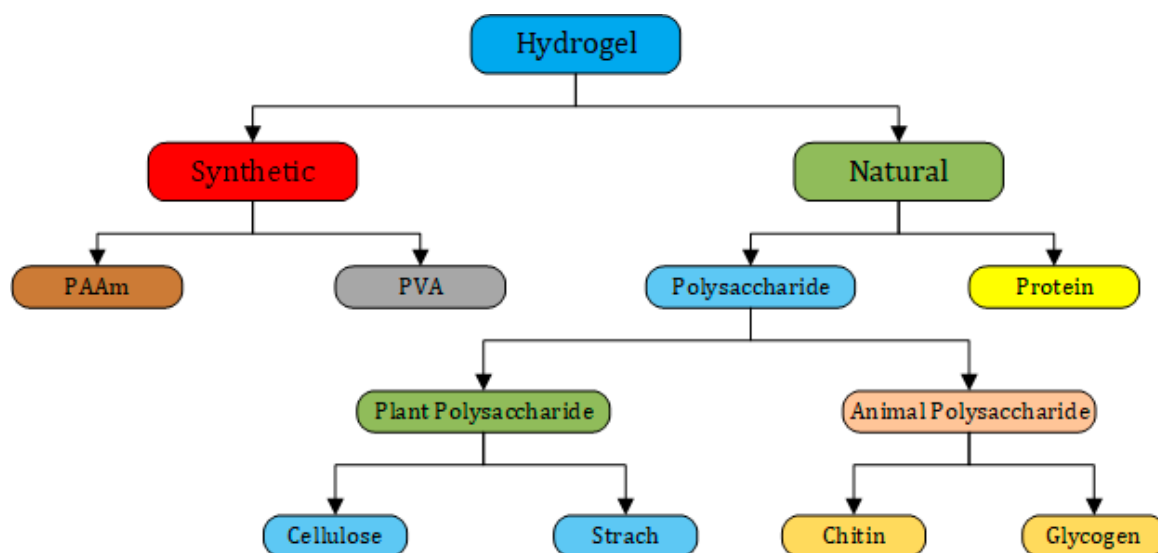 Hydrogel
Synthetic
Natural
PAAm
PVA
Polysaccharide
Protein
Plant Polysaccharide
Animal Polysaccharide
Cellulose
Strach
Chitin
Glycogen